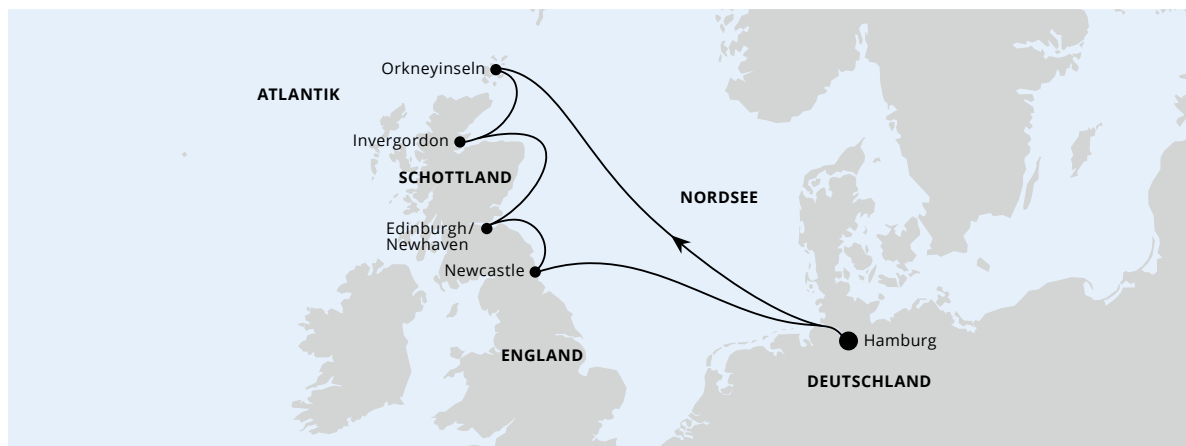 Orkneyinseln
ATLANTIK
Invergordon
SCHOTTLAND
NORDSEE
Edinburgh/
Newhaven
Newcastle
Hamburg
ENGLAND
DEUTSCHLAND